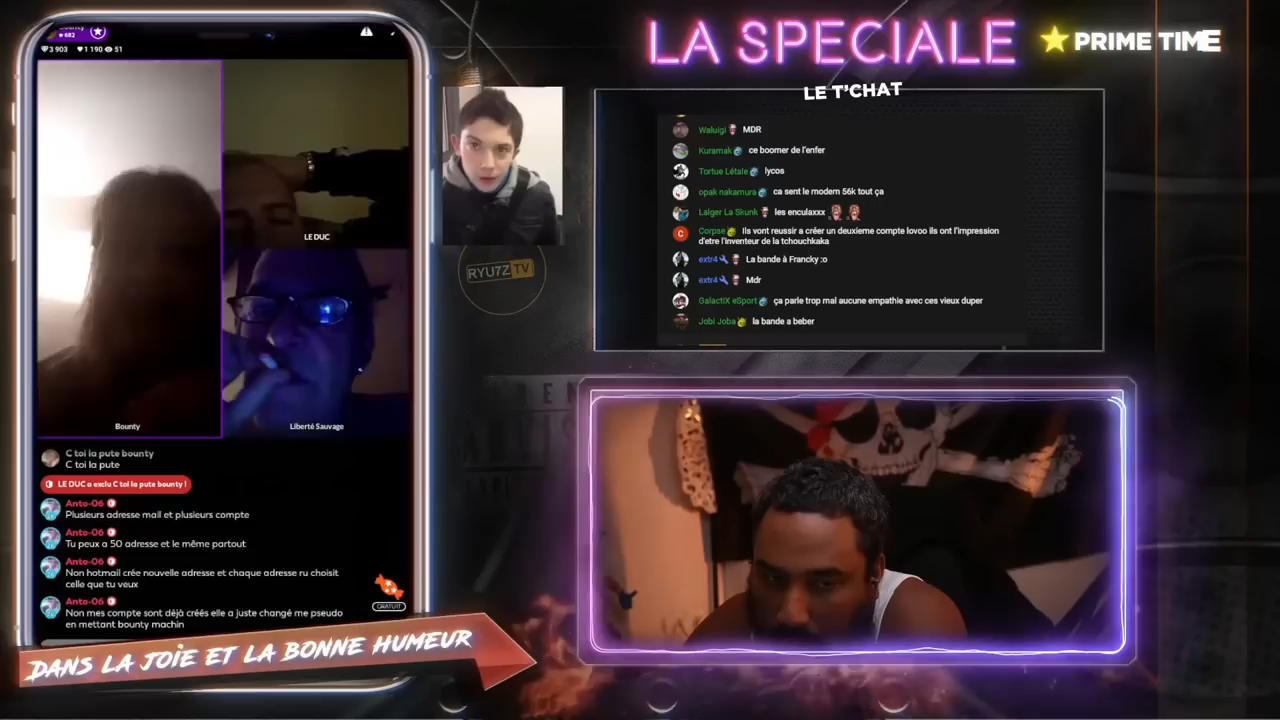 682
3 903 1 190 51
LE DUC
Bounty
Liberté Sauvage
C toi la pute bounty
C toi la pute
LE DUC a exclu C toi la pute bounty !
Anto-06
Plusieurs adresse mail et plusieurs compte
Anto-06
Tu peux a 50 adresse et le même partout
Anto-06
Non hotmail crée nouvelle adresse et chaque adresse ru choisit
celle que tu veux
Anto-06
Non mes compte sont déjà créés elle a juste changé me pseudo
en mettant bounty machin
GRATUIT
DANS LA JOIE ET LA BONNE HUMEUR
RYU7Z TV
LA SPECIALE
PRIME TIME
LE T'CHAT
Waluigi MDR
Kuramak ce boomer de l'enfer
Tortue Létale lycos
opak nakamura ca sent le modem 56k tout ça
Laiger La Skunk les enculaxxx
C Corpse Ils vont reussir a créer un deuxieme compte lovoo ils ont l'impression
d'etre l'inventeur de la tchouchkaka
extr4 La bande à Francky :o
extr4 Mdr
GalactiX eSport ça parle trop mal aucune empathie avec ces vieux duper
Jobi Joba la bande a beber